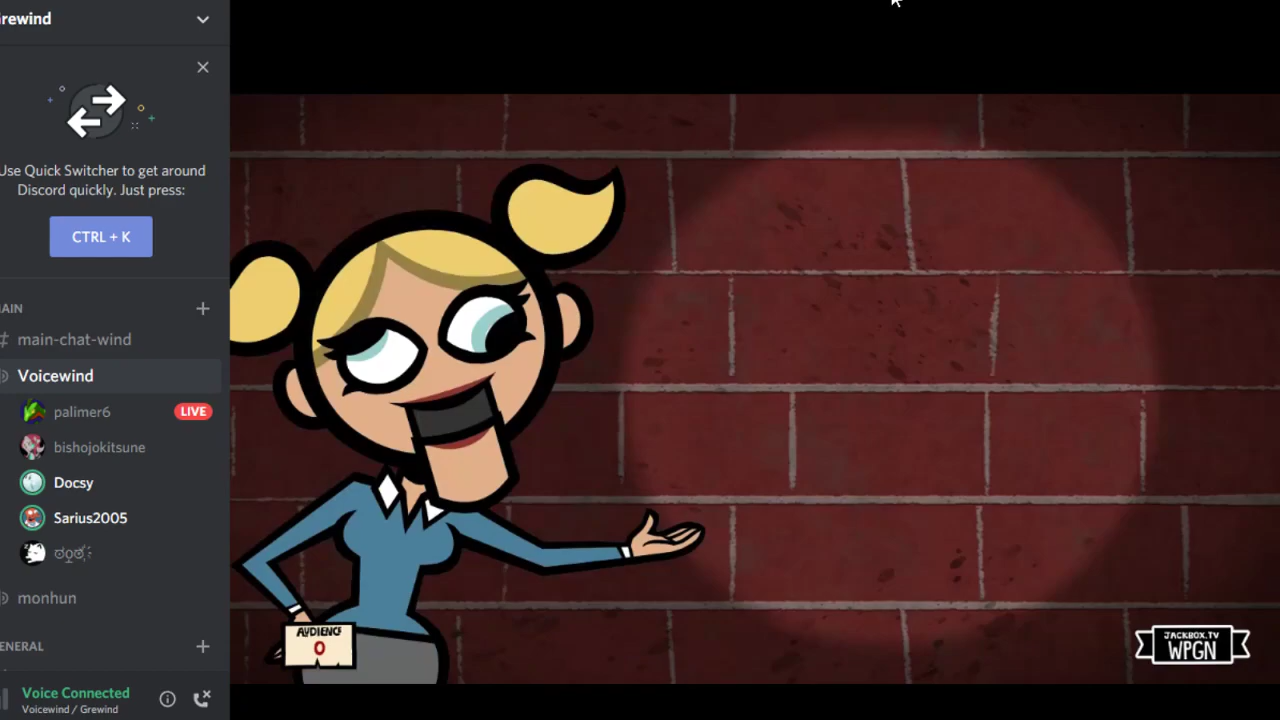 rewind
Use Quick Switcher to get around
Discord quickly. Just press:
CTRL + K
AIN
main-chat-wind
Voicewind
palimer6
LIVE
bishojokitsune
Docsy
Sarius2005
monhun
ENERAL
Voice Connected
Voicewind / Grewind
AUDIENCE
0
JACKBOX.TV
WPGN